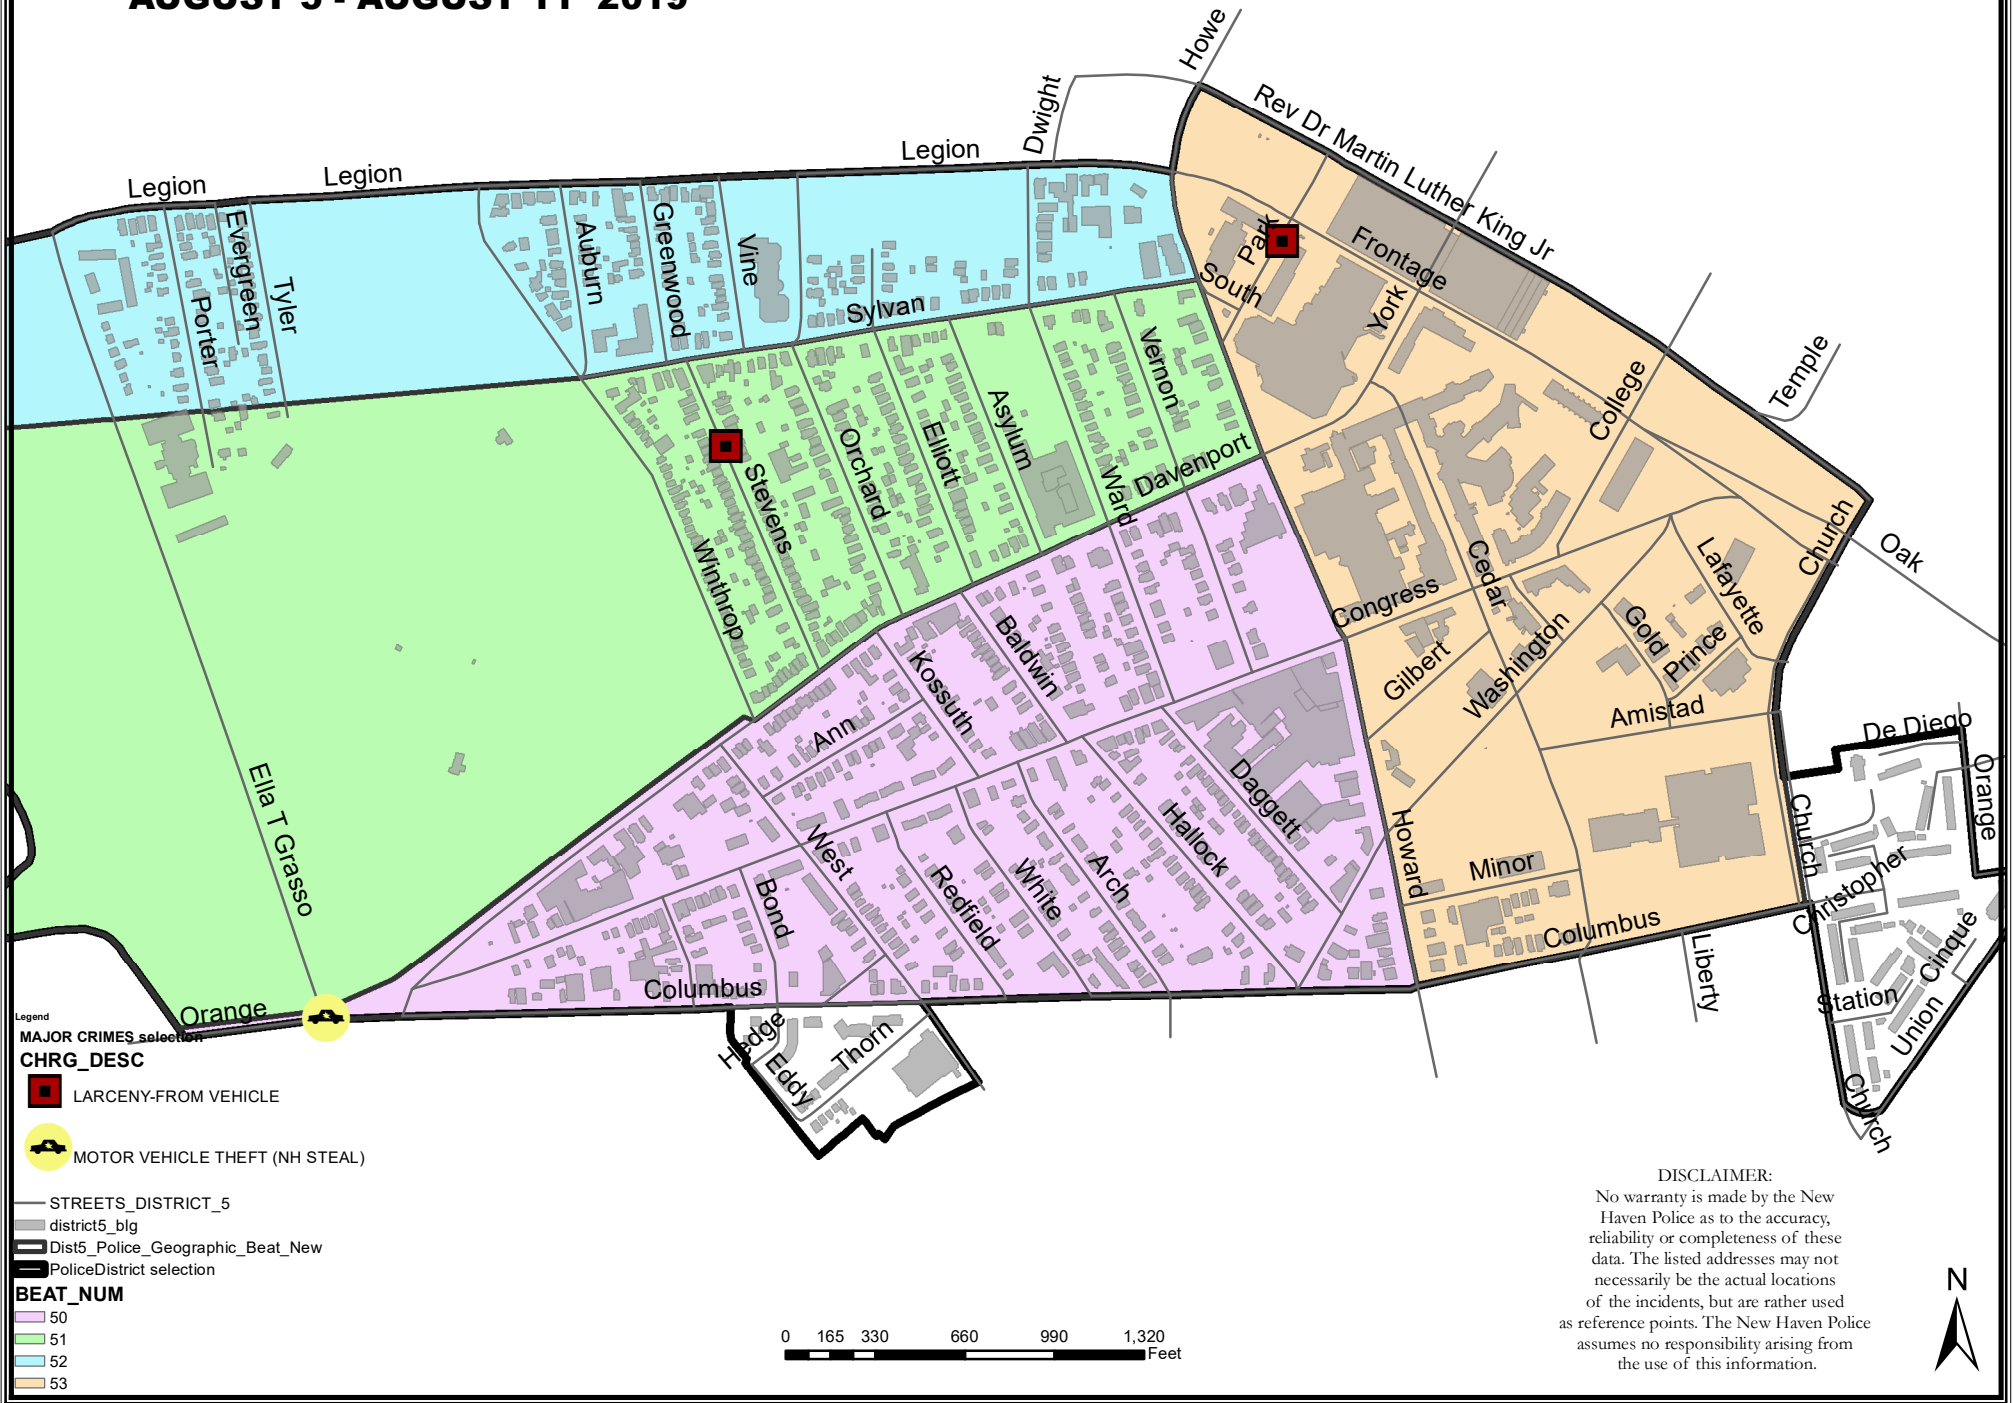 AUGUST 5 - AUGUST 11 2019
Howe
Rev Dr Martin Luther King Jr
Dwight
Legion
Legion
Legion
Evergreen
Porter
Tyler
Auburn
Greenwood
Vine
Sylvan
Park
South
Frontage
York
College
Temple
Vernon
Asylum
Elliott
Orchard
Stevens
Winthrop
Ward
Davenport
Cedar
Congress
Gilbert
Washington
Gold
Prince
Lafayette
Church
Oak
Amistad
De Diego
Orange
Baldwin
Kossuth
Ann
Ella T Grasso
West
Bond
Redfield
White
Arch
Hallock
Daggett
Howard
Minor
Columbus
Columbus
Church
Christopher
Cinque
Station
Union
Liberty
Church
Orange
Hedge
Eddy
Thorn
Legend
MAJOR CRIMES selection
CHRG_DESC
LARCENY-FROM VEHICLE
MOTOR VEHICLE THEFT (NH STEAL)
STREETS_DISTRICT_5
district5_blg
Dist5_Police_Geographic_Beat_New
PoliceDistrict selection
BEAT_NUM
50
51
52
53
0 165 330 660 990 1,320
Feet
DISCLAIMER:
No warranty is made by the New
Haven Police as to the accuracy,
reliability or completeness of these
data. The listed addresses may not
necessarily be the actual locations
of the incidents, but are rather used
as reference points. The New Haven Police
assumes no responsibility arising from
the use of this information.
N